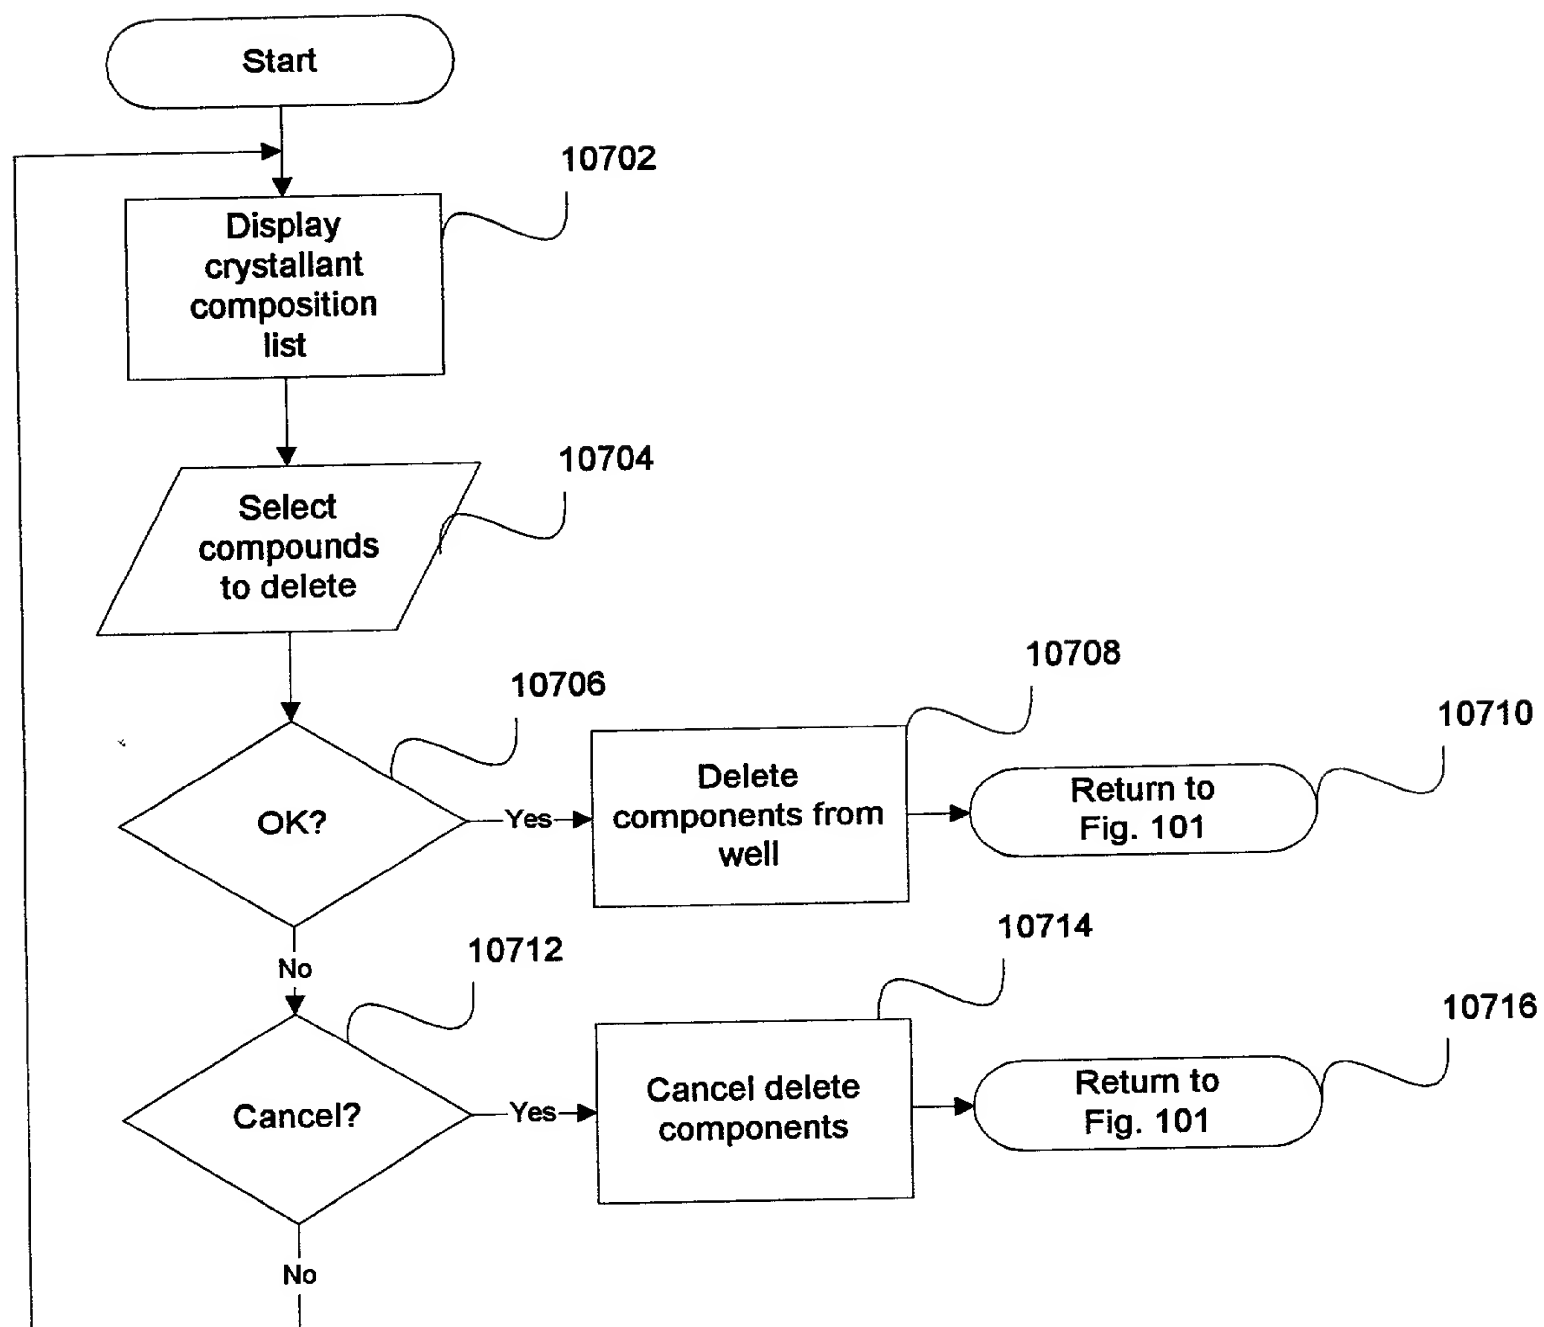 Start
10702
Display
crystallant
composition
list
10704
Select
compounds
to delete
10706
10708
10710
OK?
Yes
Delete
components from
well
Return to
Fig. 101
No
10712
10714
10716
Cancel?
Yes
Cancel delete
components
Return to
Fig. 101
No